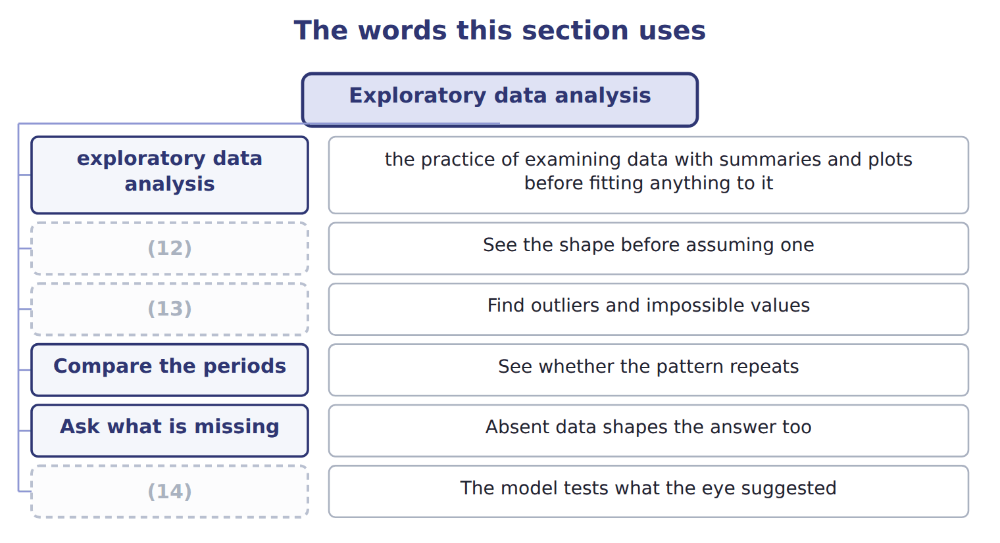 The words this section uses
Exploratory data analysis
exploratory data
analysis
the practice of examining data with summaries and plots
before fitting anything to it
(12)
See the shape before assuming one
(13)
Find outliers and impossible values
Compare the periods
See whether the pattern repeats
Ask what is missing
Absent data shapes the answer too
(14)
The model tests what the eye suggested